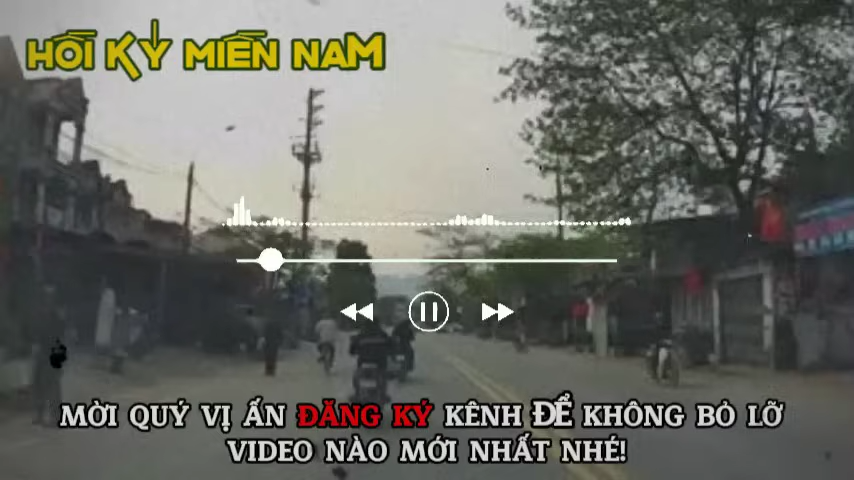 HỒI KÝ MIỀN NAM
MỜI QUÝ VỊ ẤN ĐĂNG KÝ KÊNH ĐỂ KHÔNG BỎ LỠ
VIDEO NÀO MỚI NHẤT NHÉ!